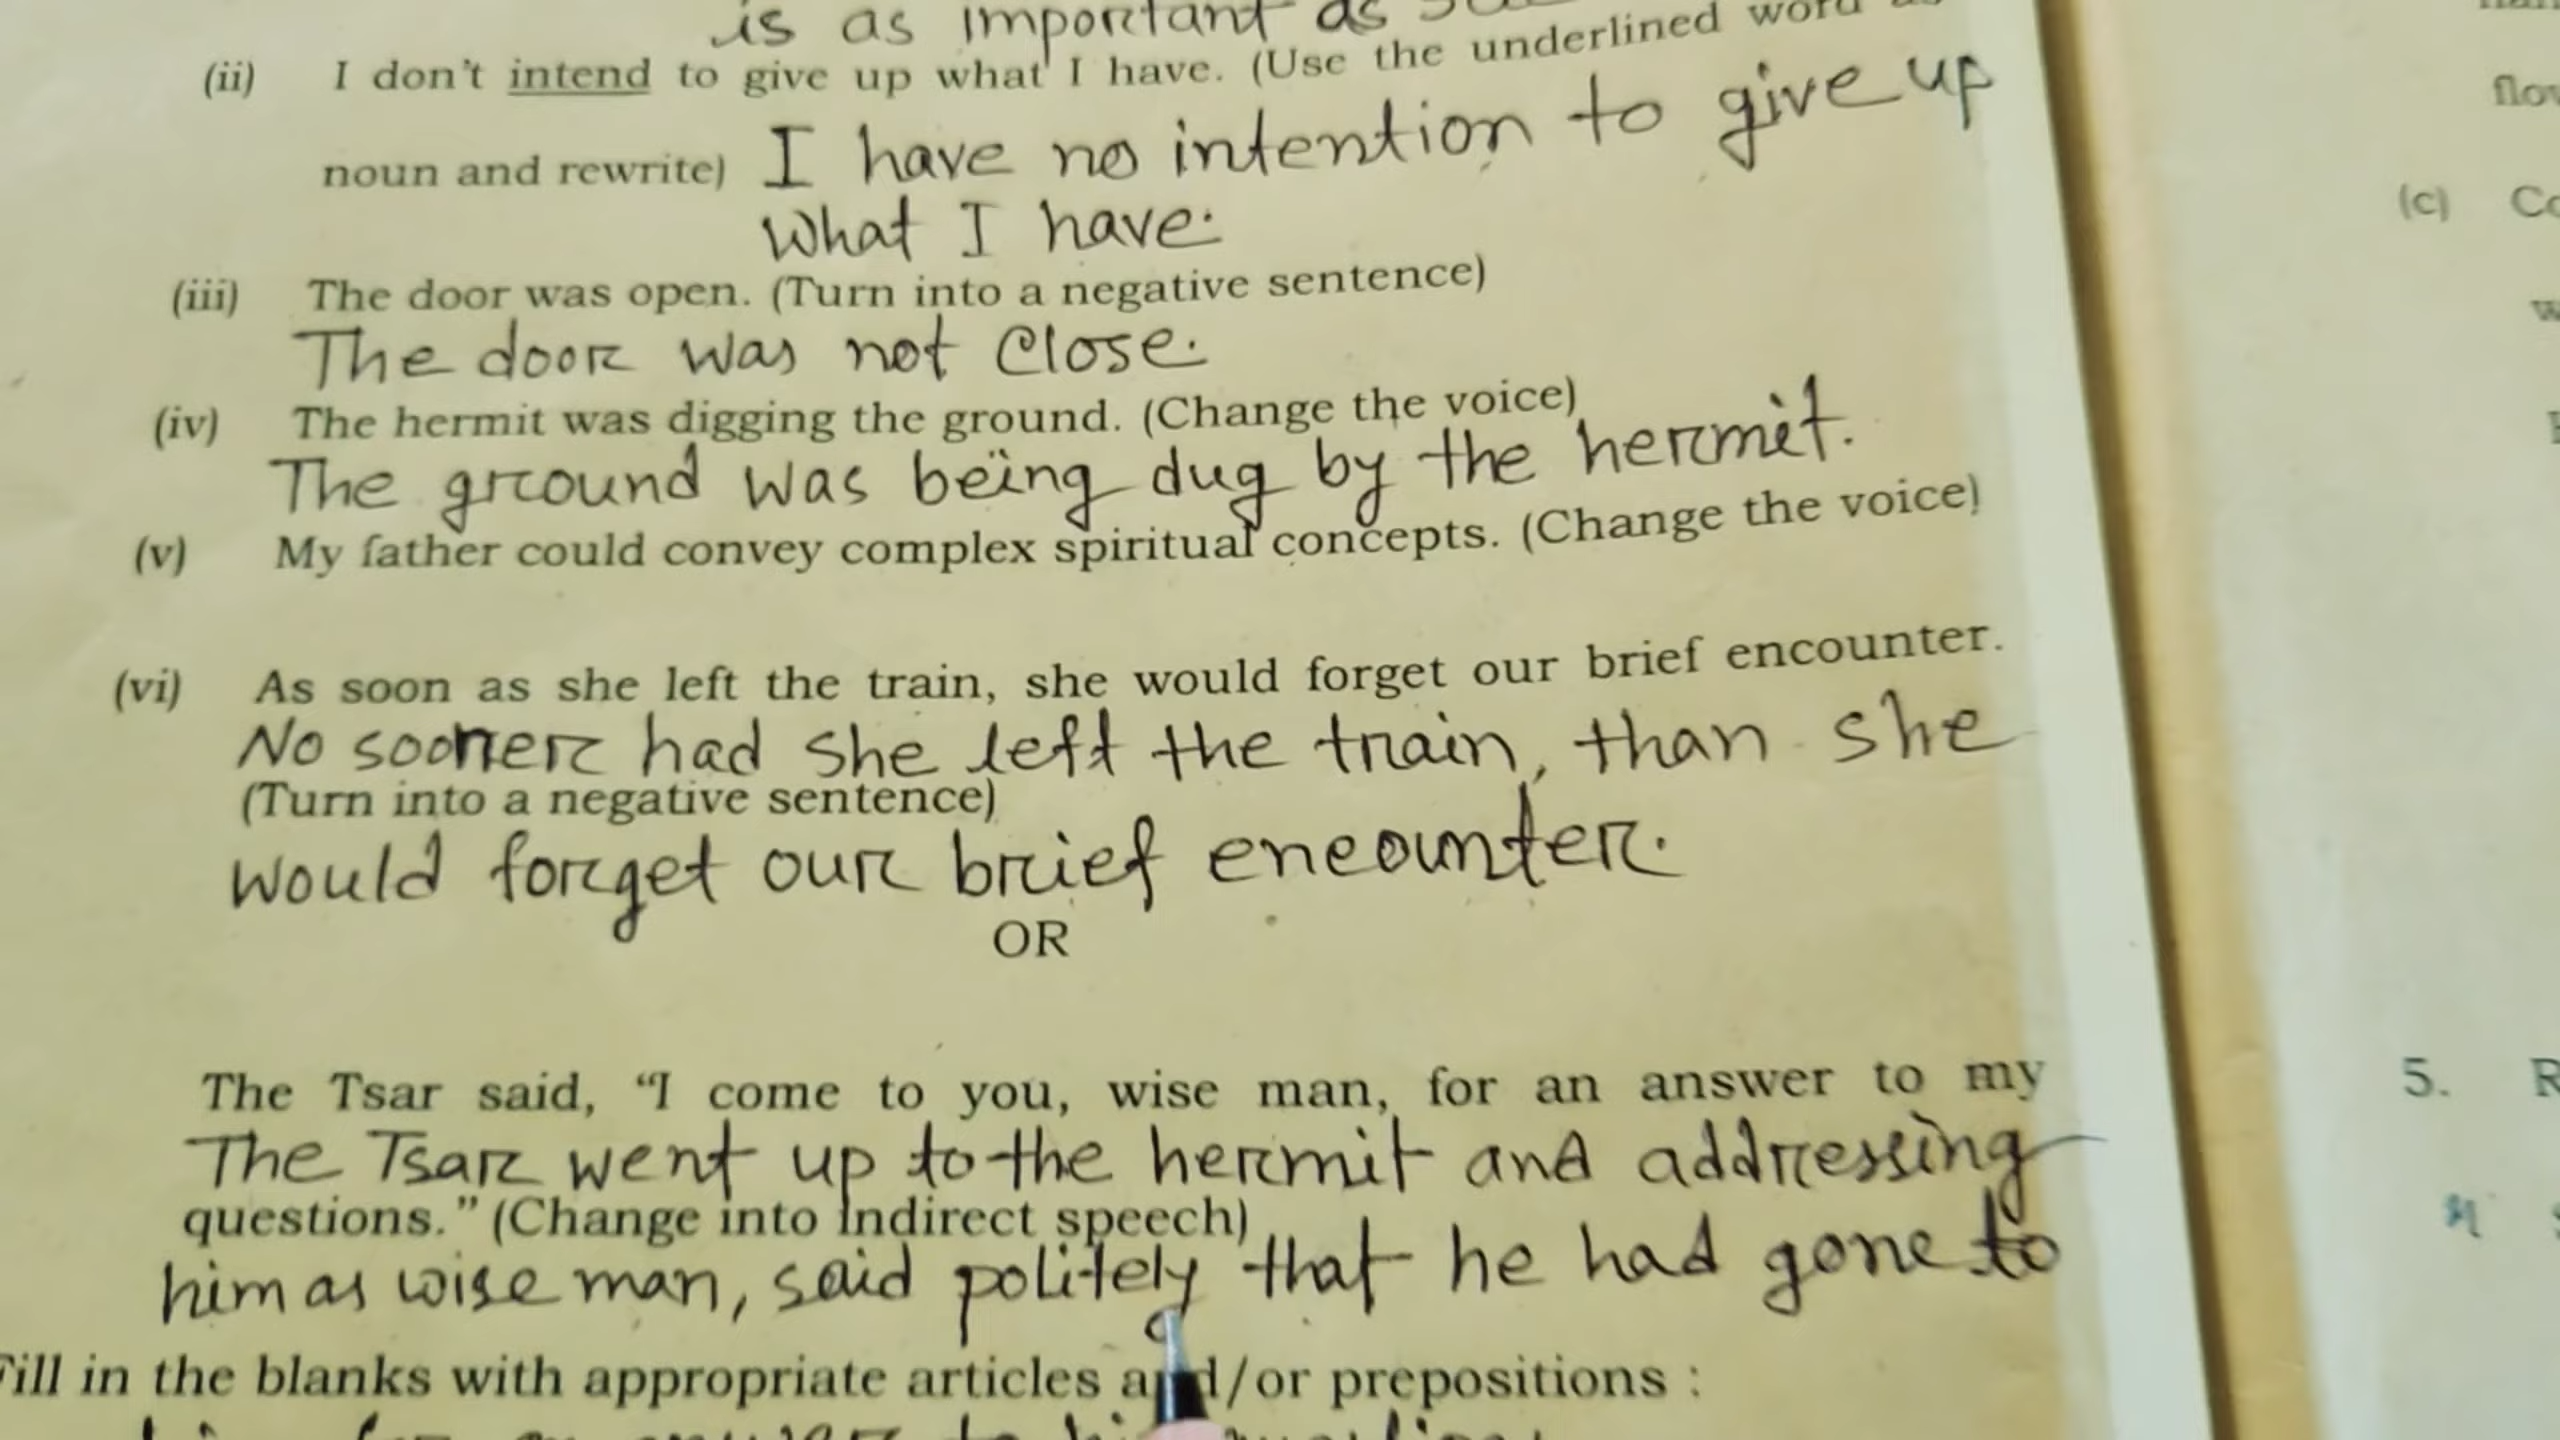 is as important as
(ii) I don't intend to give up what I have. (Use the underlined word
noun and rewrite) I have no intention to give up
What I have.
(iii) The door was open. (Turn into a negative sentence)
The door was not Close.
(iv) The hermit was digging the ground. (Change the voice)
The ground was being dug by the hermit.
(v) My father could convey complex spiritual concepts. (Change the voice)
(vi) As soon as she left the train, she would forget our brief encounter.
No sooner had she left the train, than she
(Turn into a negative sentence)
would forget our brief encounter.
OR
The Tsar said, “I come to you, wise man, for an answer to my
The Tsar went up to the hermit and addressing
questions.” (Change into Indirect speech)
him as wise man, said politely that he had gone to
Fill in the blanks with appropriate articles and/or prepositions :
(c)
5.